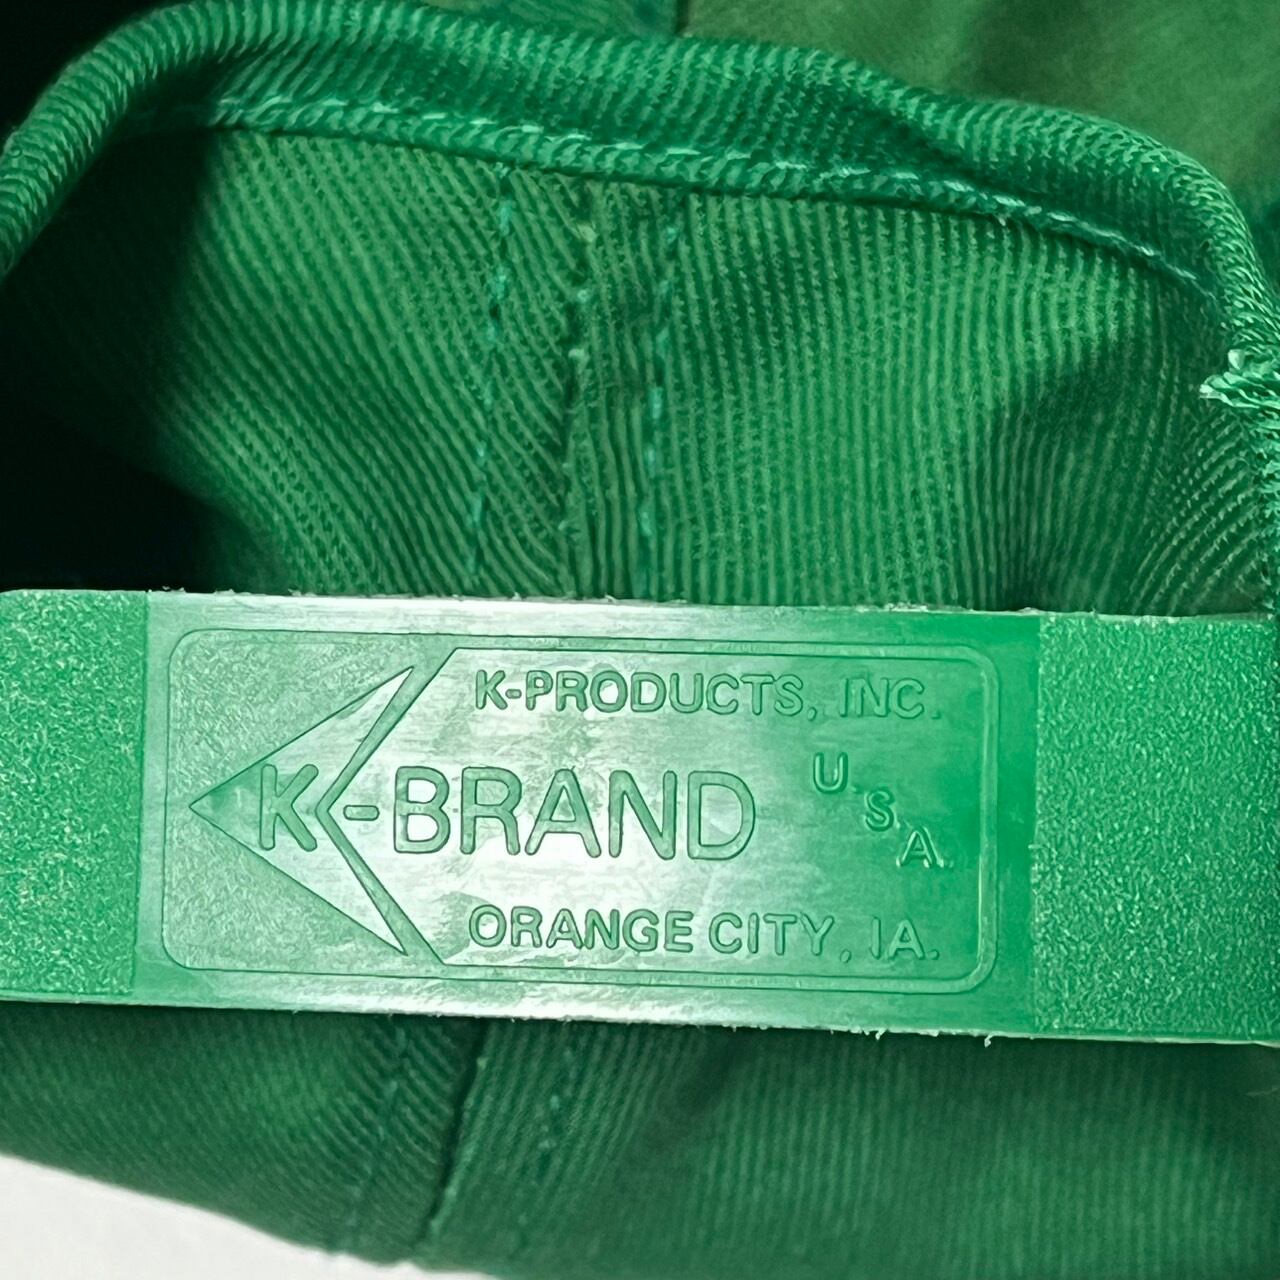 K-PRODUCTS, INC.
K-BRAND
U.S.A.
ORANGE CITY, IA.